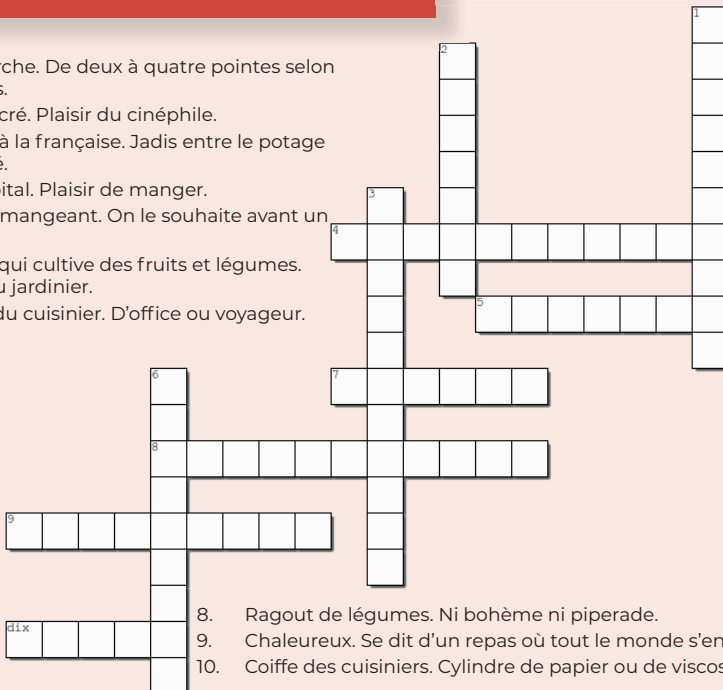 1
2
rche. De deux à quatre pointes selon
s.
cré. Plaisir du cinéphile.
à la française. Jadis entre le potage
é.
pital. Plaisir de manger.
3
mangeant. On le souhaite avant un
4
qui cultive des fruits et légumes.
u jardinier.
5
du cuisinier. D’office ou voyageur.
6
7
8
9
8. Ragout de légumes. Ni bohème ni piperade.
dix
9. Chaleureux. Se dit d’un repas où tout le monde s’en
10. Coiffe des cuisiniers. Cylindre de papier ou de viscos